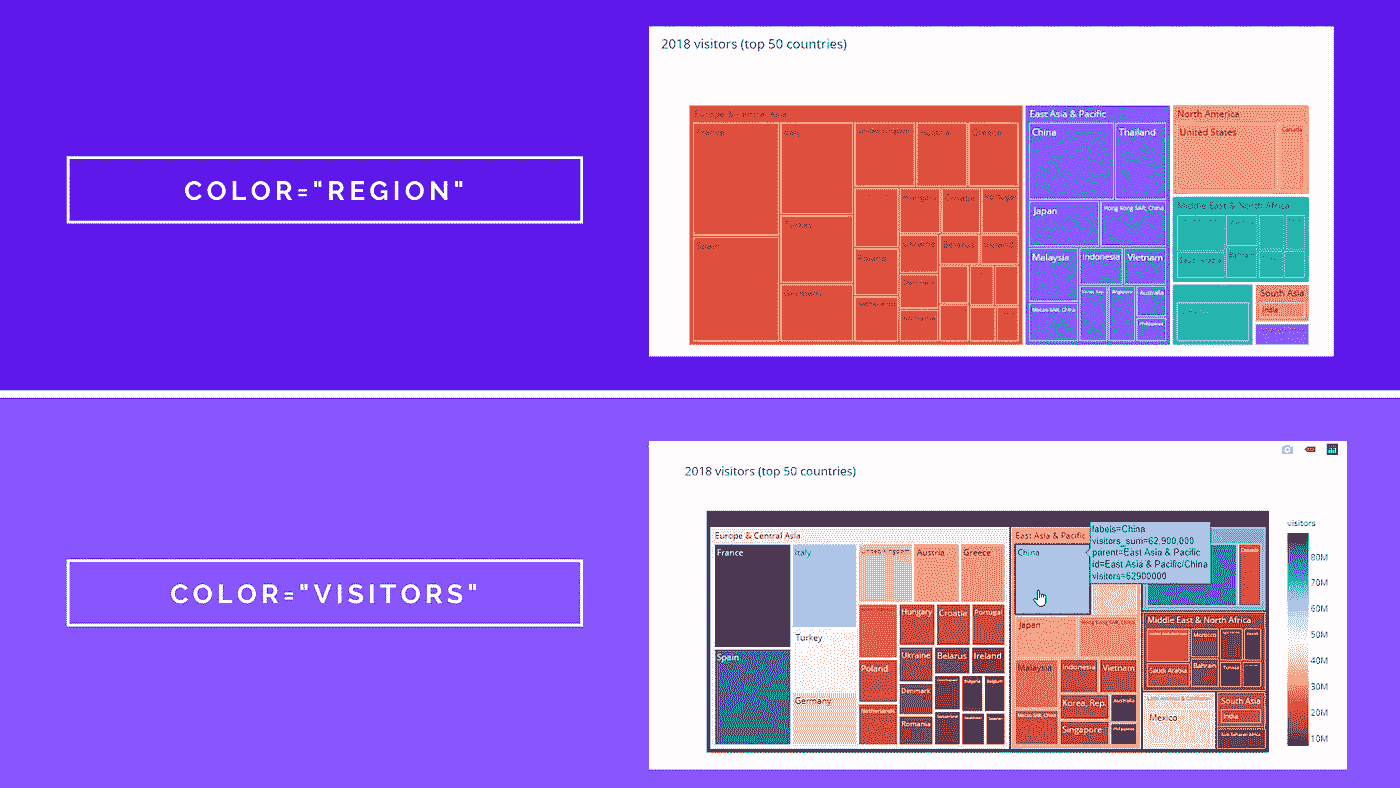 COLOR="REGION"
2018 visitors (top 50 countries)
Europe & Central Asia
East Asia & Pacific
North America
France
Italy
United Kingdom
Austria
Greece
China
Thailand
United States
Canada
Hungary
Croatia
Portugal
Japan
Hong Kong SAR, China
Middle East & North Africa
Spain
Turkey
Ukraine
Belarus
Ireland
Poland
Malaysia
Indonesia
Vietnam
Saudi Arabia
Bahrain
Germany
Denmark
Netherlands
Romania
Korea, Rep.
Singapore
Australia
Macao SAR, China
Philippines
South Asia
India
COLOR="VISITORS"
2018 visitors (top 50 countries)
visitors
Europe & Central Asia
East Asia & Pacific
labels=China
visitors_sum=62,900,000
parent=East Asia & Pacific
id=East Asia & Pacific/China
visitors=62900000
France
Italy
United Kingdom
Austria
Greece
China
Canada
80M
70M
60M
50M
40M
30M
20M
10M
Hungary
Croatia
Portugal
Japan
Hong Kong SAR, China
Middle East & North Africa
Turkey
Morocco
Spain
Ukraine
Belarus
Ireland
Poland
Malaysia
Indonesia
Vietnam
Saudi Arabia
Bahrain
Tunisia
Germany
Denmark
Bulgaria
Belgium
Netherlands
Romania
Korea, Rep.
Australia
Macao SAR, China
Singapore
Philippines
Latin America & Caribbean
Mexico
South Asia
India
Sub-Saharan Africa